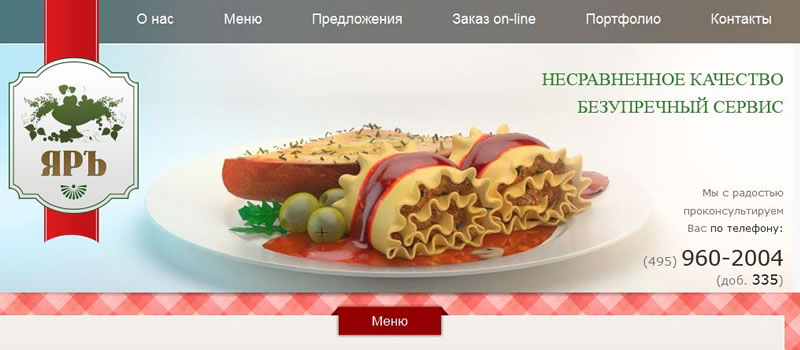 О нас Меню Предложения Заказ on-line Портфолио Контакты
ЯРЪ
НЕСРАВНЕННОЕ КАЧЕСТВО
БЕЗУПРЕЧНЫЙ СЕРВИС
Мы с радостью
проконсультируем
Вас по телефону:
(495) 960-2004
(доб. 335)
Меню